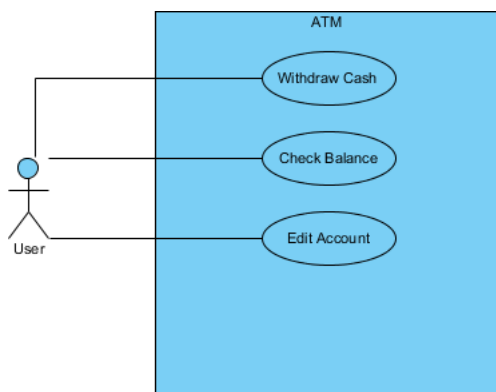 ATM
Withdraw Cash
Check Balance
Edit Account
User